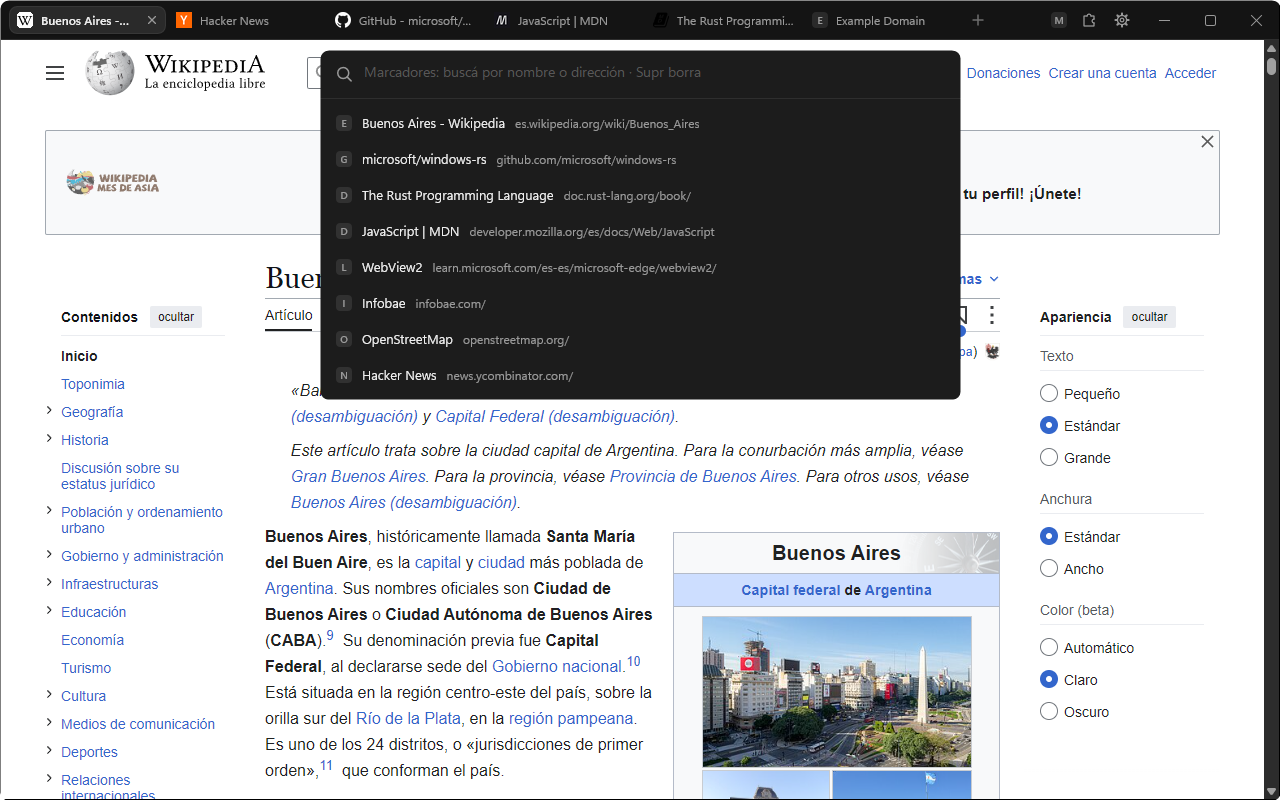 Buenos Aires -...
Hacker News
GitHub - microsoft/...
JavaScript | MDN
The Rust Programmi...
E Example Domain
M
WIKIPEDIA
La enciclopedia libre
Donaciones Crear una cuenta Acceder
Marcadores: buscá por nombre o dirección · Supr borra
E Buenos Aires - Wikipedia es.wikipedia.org/wiki/Buenos_Aires
G microsoft/windows-rs github.com/microsoft/windows-rs
D The Rust Programming Language doc.rust-lang.org/book/
D JavaScript | MDN developer.mozilla.org/es/docs/Web/JavaScript
L WebView2 learn.microsoft.com/es-es/microsoft-edge/webview2/
I Infobae infobae.com/
O OpenStreetMap openstreetmap.org/
N Hacker News news.ycombinator.com/
WIKIPEDIA
MES DE ASIA
tu perfil! ¡Únete!
Contenidos ocultar
Inicio
Toponimia
Geografía
Historia
Discusión sobre su
estatus jurídico
Población y ordenamiento
urbano
Gobierno y administración
Infraestructuras
Educación
Economía
Turismo
Cultura
Medios de comunicación
Deportes
Relaciones
internacionales
Artículo
(desambiguación) y Capital Federal (desambiguación).
Este artículo trata sobre la ciudad capital de Argentina. Para la conurbación más amplia, véase
Gran Buenos Aires. Para la provincia, véase Provincia de Buenos Aires. Para otros usos, véase
Buenos Aires (desambiguación).
Buenos Aires, históricamente llamada Santa María
del Buen Aire, es la capital y ciudad más poblada de
Argentina. Sus nombres oficiales son Ciudad de
Buenos Aires o Ciudad Autónoma de Buenos Aires
(CABA).9 Su denominación previa fue Capital
Federal, al declararse sede del Gobierno nacional.10
Está situada en la región centro-este del país, sobre la
orilla sur del Río de la Plata, en la región pampeana.
Es uno de los 24 distritos, o «jurisdicciones de primer
orden»,11 que conforman el país.
Buenos Aires
Capital federal de Argentina
Apariencia ocultar
Texto
Pequeño
Estándar
Grande
Anchura
Estándar
Ancho
Color (beta)
Automático
Claro
Oscuro